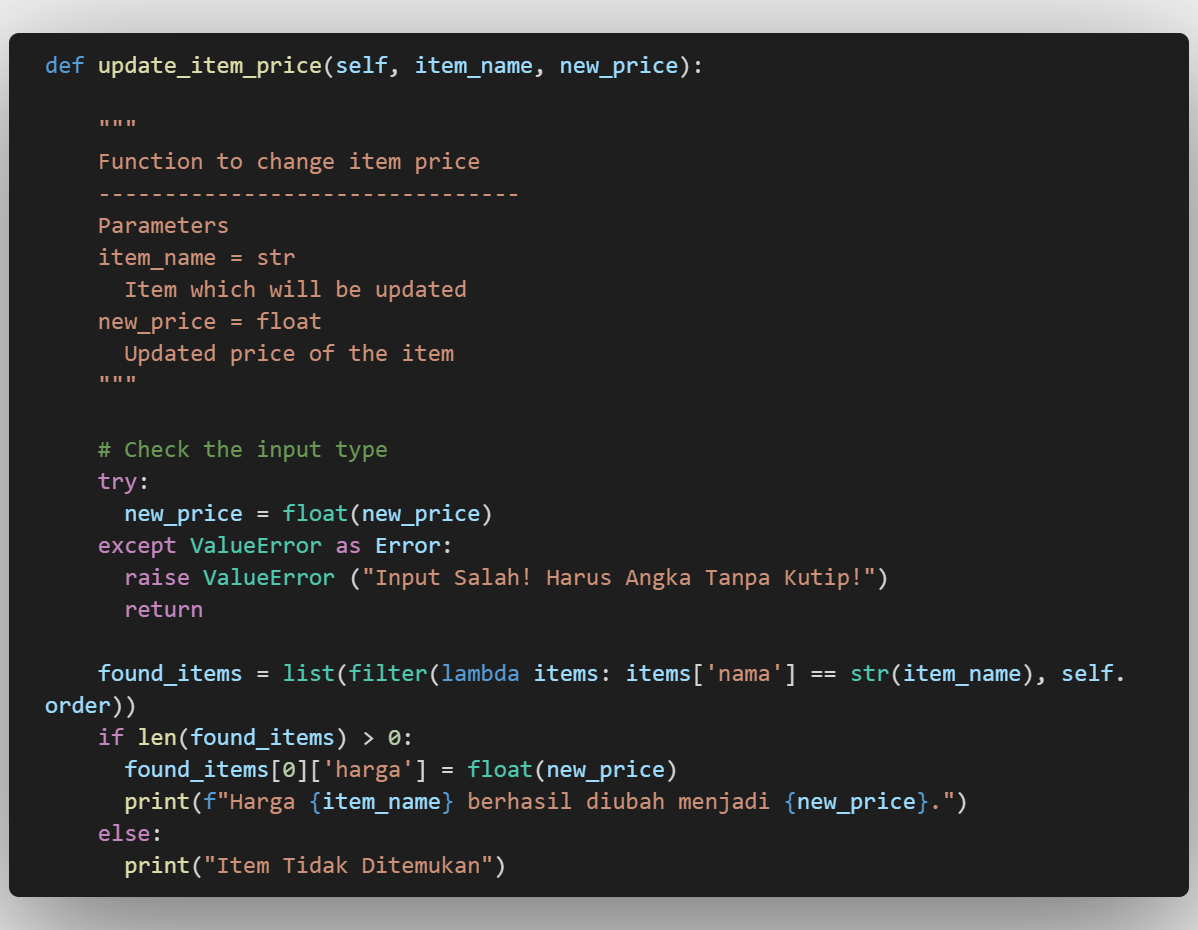 def update_item_price(self, item_name, new_price):
"""
Function to change item price
--------------------------------
Parameters
item_name = str
Item which will be updated
new_price = float
Updated price of the item
"""
# Check the input type
try:
new_price = float(new_price)
except ValueError as Error:
raise ValueError ("Input Salah! Harus Angka Tanpa Kutip!")
return
found_items = list(filter(lambda items: items['nama'] == str(item_name), self.
order))
if len(found_items) > 0:
found_items[0]['harga'] = float(new_price)
print(f"Harga {item_name} berhasil diubah menjadi {new_price}.")
else:
print("Item Tidak Ditemukan")